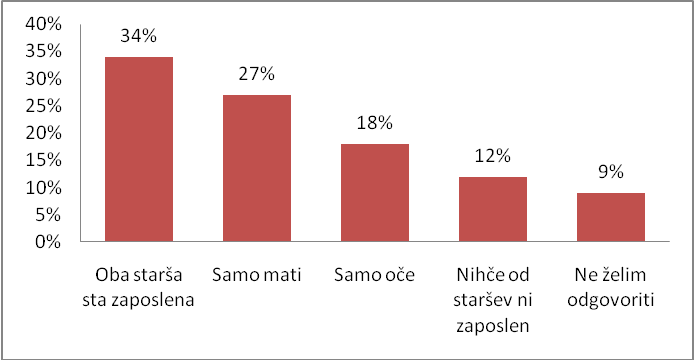 40%
35%
30%
25%
20%
15%
10%
5%
0%
34%
27%
18%
12%
9%
Oba starša
sta zaposlena
Samo mati
Samo oče
Nihče od
staršev ni
zaposlen
Ne želim
odgovoriti